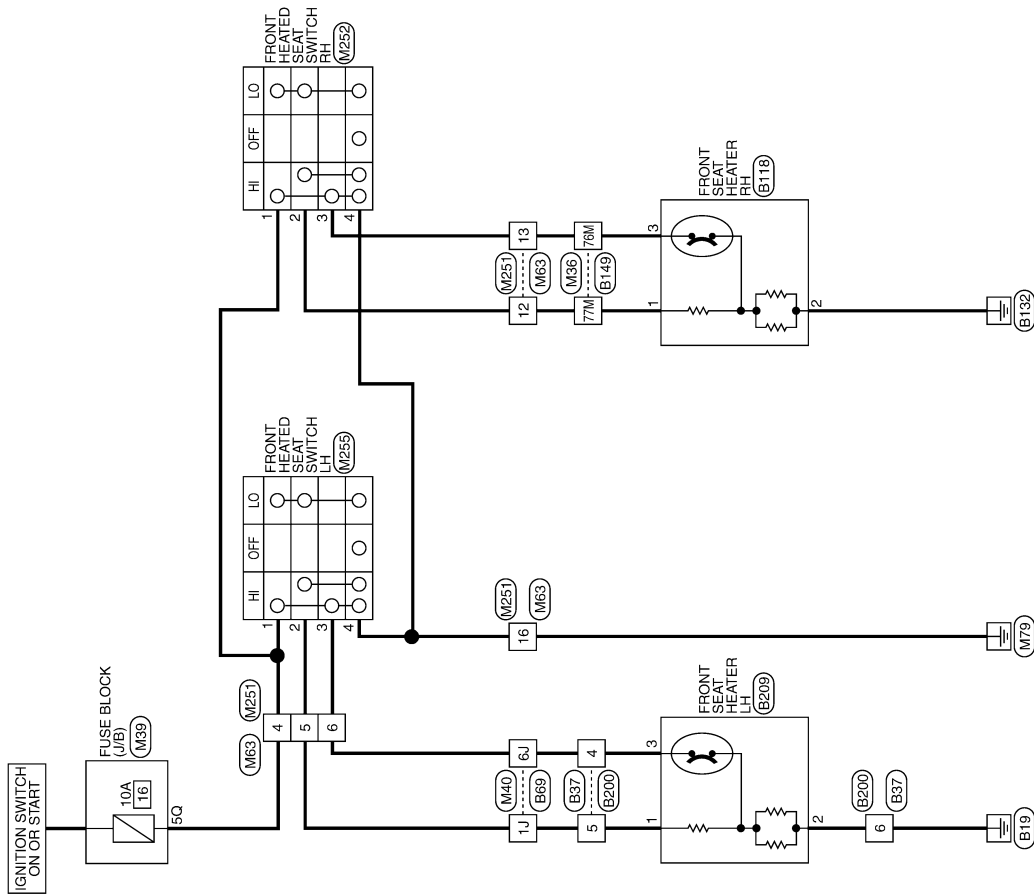 IGNITION SWITCH
ON OR START
FUSE BLOCK
(J/B)
M39
10A
16
5Q
M63
M251
4
5
6
FRONT
HEATED
SEAT
SWITCH
LH
M255
HI
OFF
LO
1
2
3
4
FRONT
HEATED
SEAT
SWITCH
RH
M252
HI
OFF
LO
1
2
3
4
1J
M40
B69
6J
5
B37
B200
4
16
M251
M63
12
M251
M63
13
77M
M36
B149
76M
FRONT
SEAT
HEATER
LH
B209
1
3
2
6
B200
B37
B19
M79
FRONT
SEAT
HEATER
RH
B118
1
3
2
B132